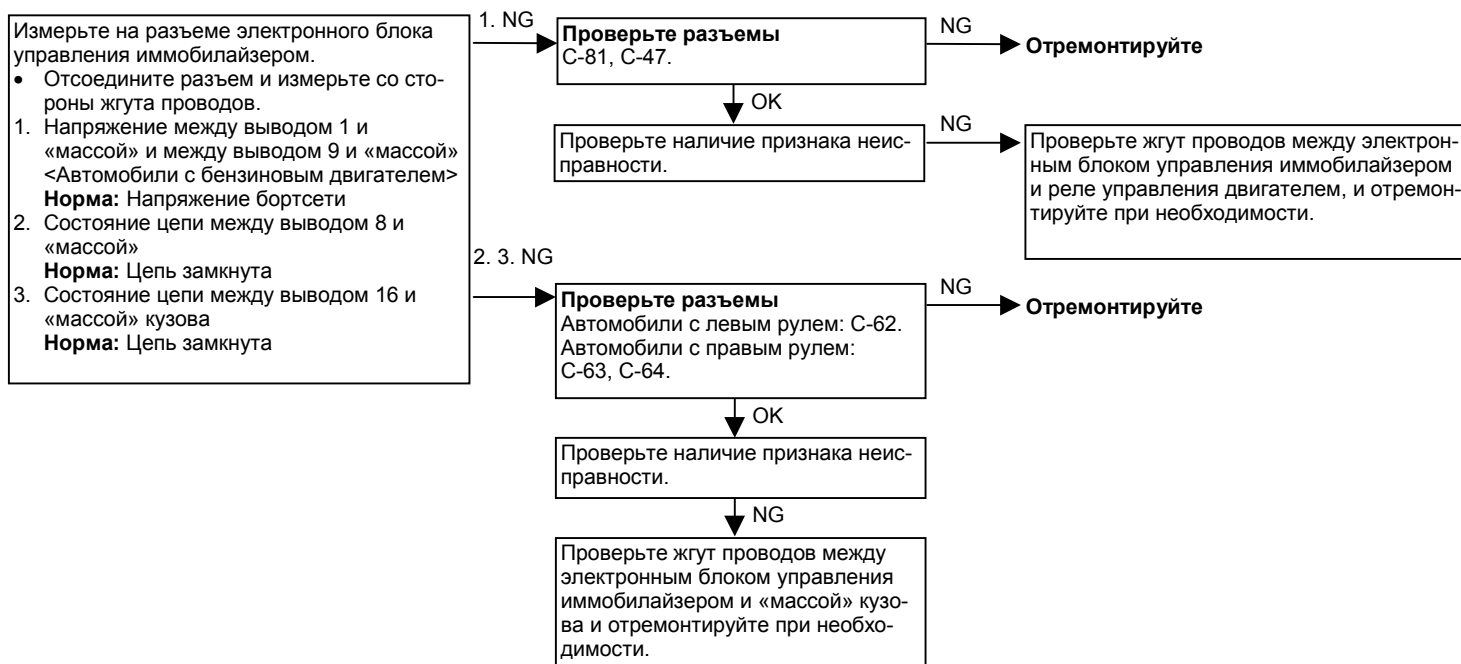 Измерьте на разъеме электронного блока
управления иммобилайзером.
• Отсоедините разъем и измерьте со сто-
роны жгута проводов.
1. Напряжение между выводом 1 и
«массой» и между выводом 9 и «массой»
<Автомобили с бензиновым двигателем>
Норма: Напряжение бортсети
2. Состояние цепи между выводом 8 и
«массой»
Норма: Цепь замкнута
3. Состояние цепи между выводом 16 и
«массой» кузова
Норма: Цепь замкнута
1. NG
Проверьте разъемы
С-81, С-47.
NG
Отремонтируйте
OK
Проверьте наличие признака неис-
правности.
NG
Проверьте жгут проводов между электрон-
ным блоком управления иммобилайзером
и реле управления двигателем, и отремон-
тируйте при необходимости.
2. 3. NG
Проверьте разъемы
Автомобили с левым рулем: С-62.
Автомобили с правым рулем:
С-63, С-64.
NG
Отремонтируйте
OK
Проверьте наличие признака неис-
правности.
NG
Проверьте жгут проводов между
электронным блоком управления
иммобилайзером и «массой» кузо-
ва и отремонтируйте при необхо-
димости.